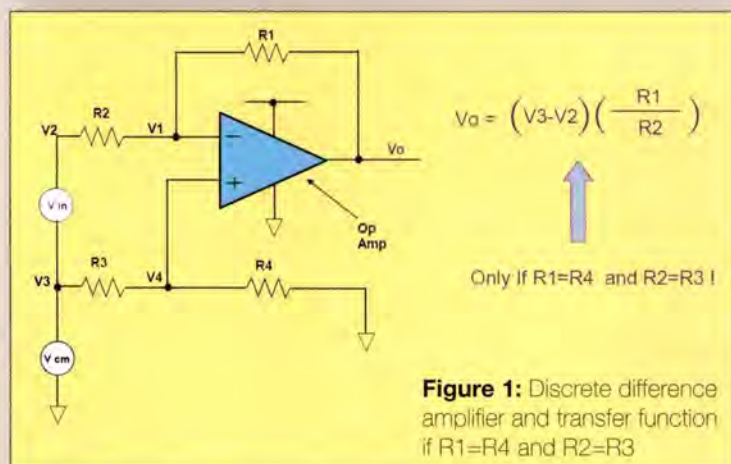 R1
R2
V2
V1
Vo
V in
Op
Amp
R3
V3
V4
R4
V cm
Vo = (V3-V2) ( R1
R2 )
Only If R1=R4 and R2=R3 !
Figure 1: Discrete difference
amplifier and transfer function
if R1=R4 and R2=R3